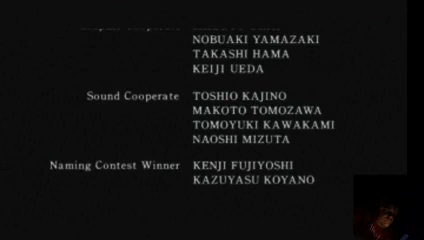 NOBUAKI YAMAZAKI
TAKASHI HAMA
KEIJI UEDA
Sound Cooperate TOSHIO KAJINO
MAKOTO TOMOZAWA
TOMOYUKI KAWAKAMI
NAOSHI MIZUTA
Naming Contest Winner KENJI FUJIYOSHI
KAZUYASU KOYANO